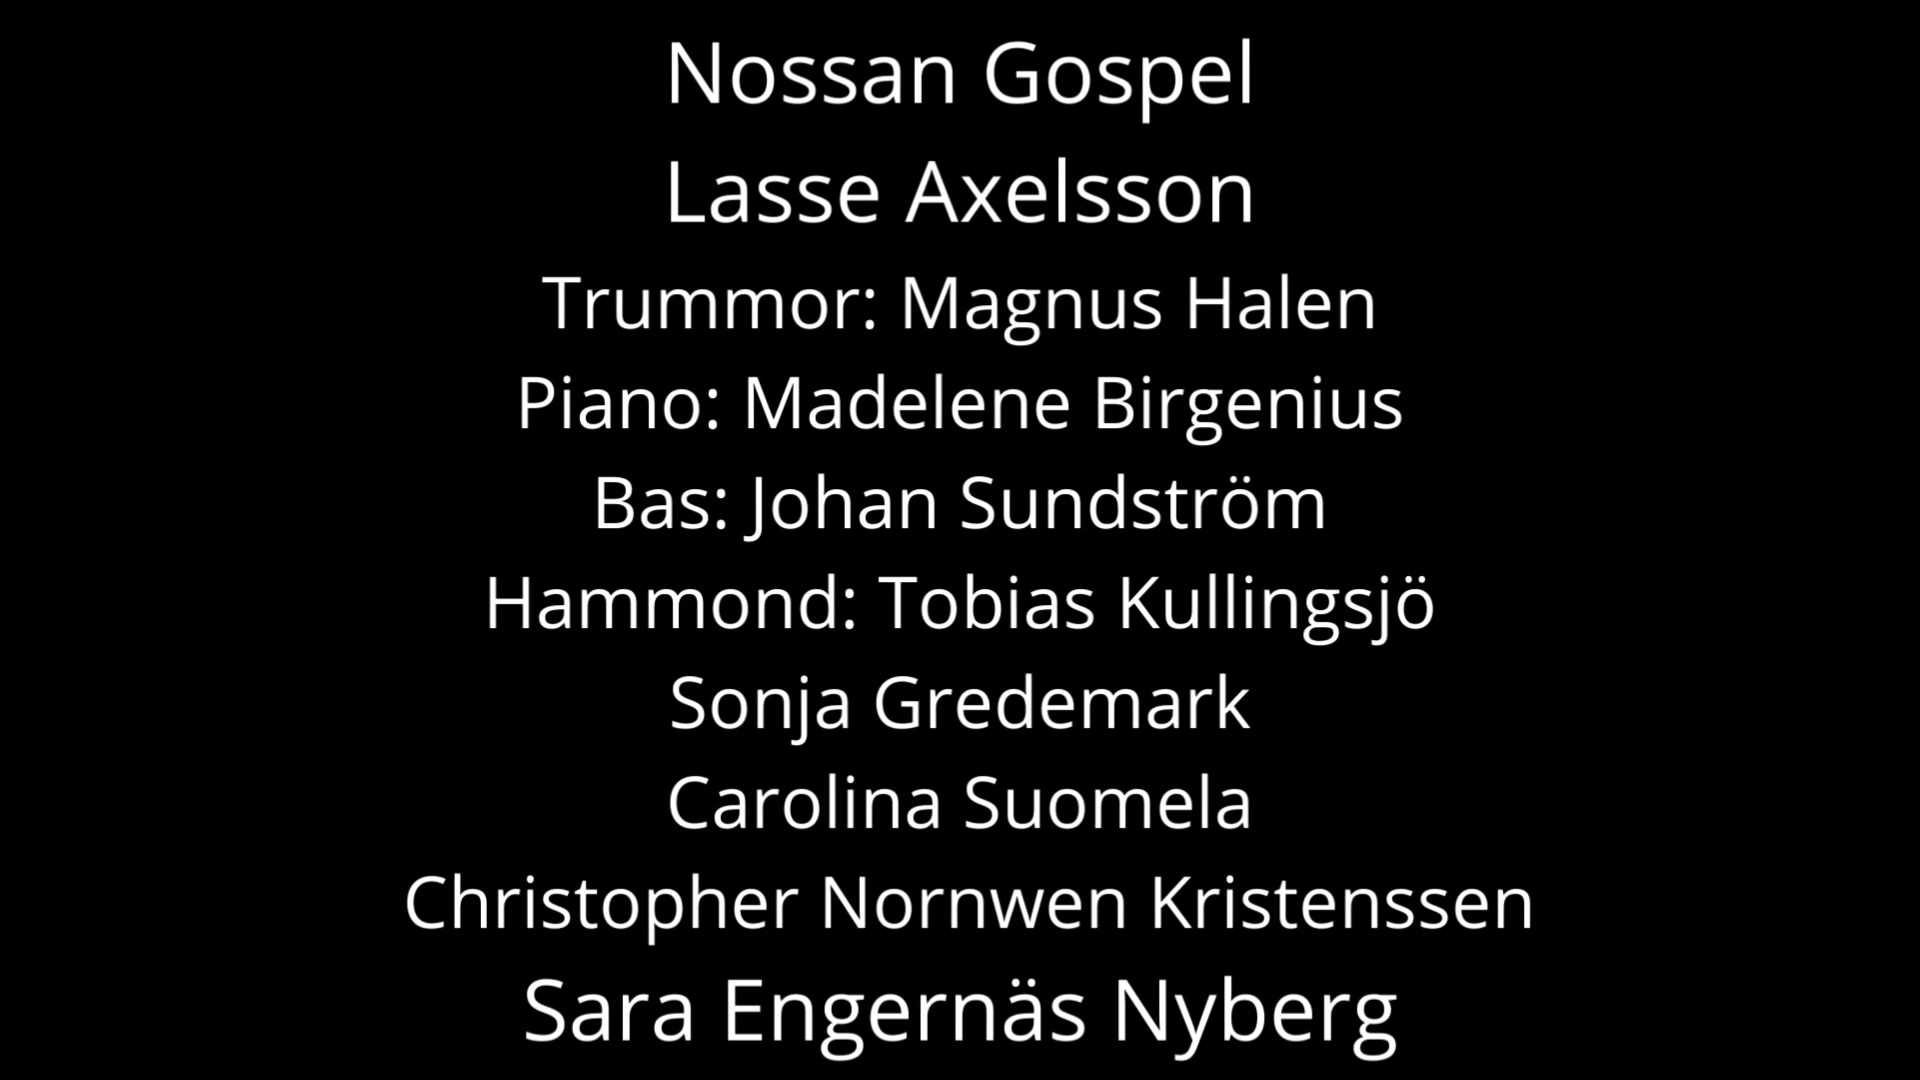 Nossan Gospel
Lasse Axelsson
Trummor: Magnus Halen
Piano: Madelene Birgenius
Bas: Johan Sundström
Hammond: Tobias Kullingsjö
Sonja Gredemark
Carolina Suomela
Christopher Nornwen Kristenssen
Sara Engernäs Nyberg